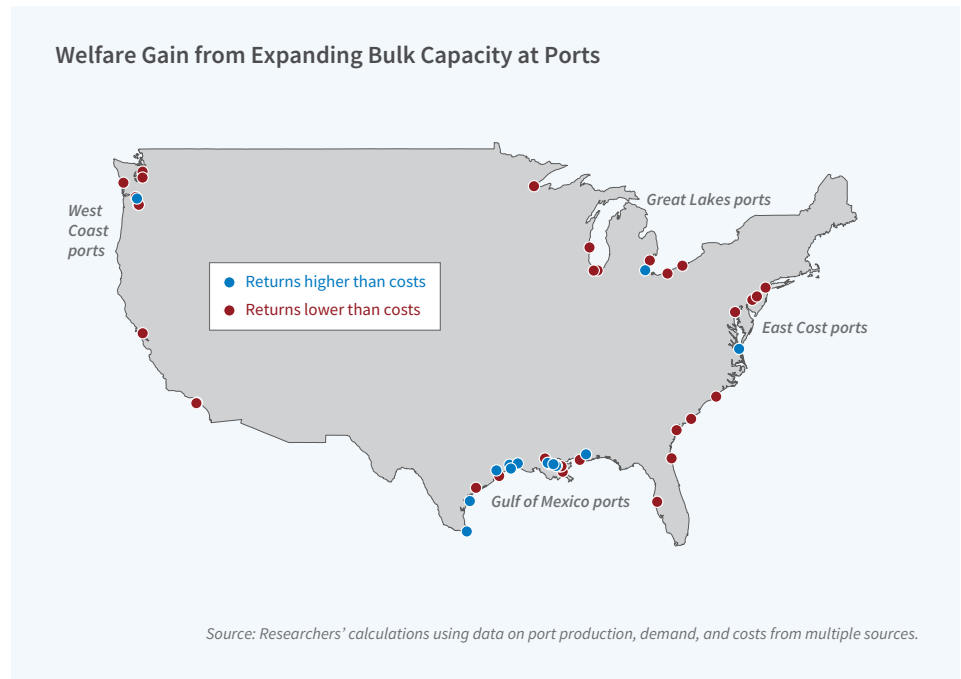 Welfare Gain from Expanding Bulk Capacity at Ports
West
Coast
ports
Great Lakes ports
Returns higher than costs
Returns lower than costs
East Cost ports
Gulf of Mexico ports
Source: Researchers’ calculations using data on port production, demand, and costs from multiple sources.